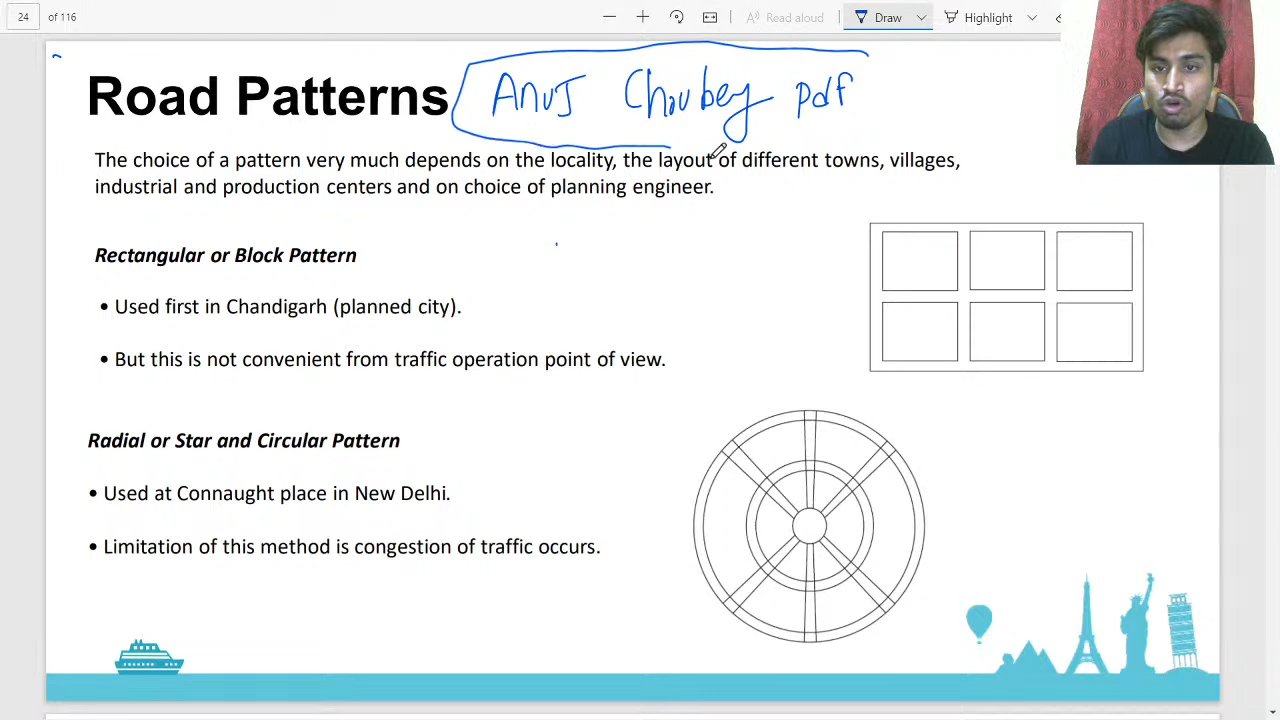 24 of 116
Read aloud
Draw
Highlight
Road Patterns
Anuj Choubey pdf
The choice of a pattern very much depends on the locality, the layout of different towns, villages,
industrial and production centers and on choice of planning engineer.
Rectangular or Block Pattern
• Used first in Chandigarh (planned city).
• But this is not convenient from traffic operation point of view.
Radial or Star and Circular Pattern
• Used at Connaught place in New Delhi.
• Limitation of this method is congestion of traffic occurs.